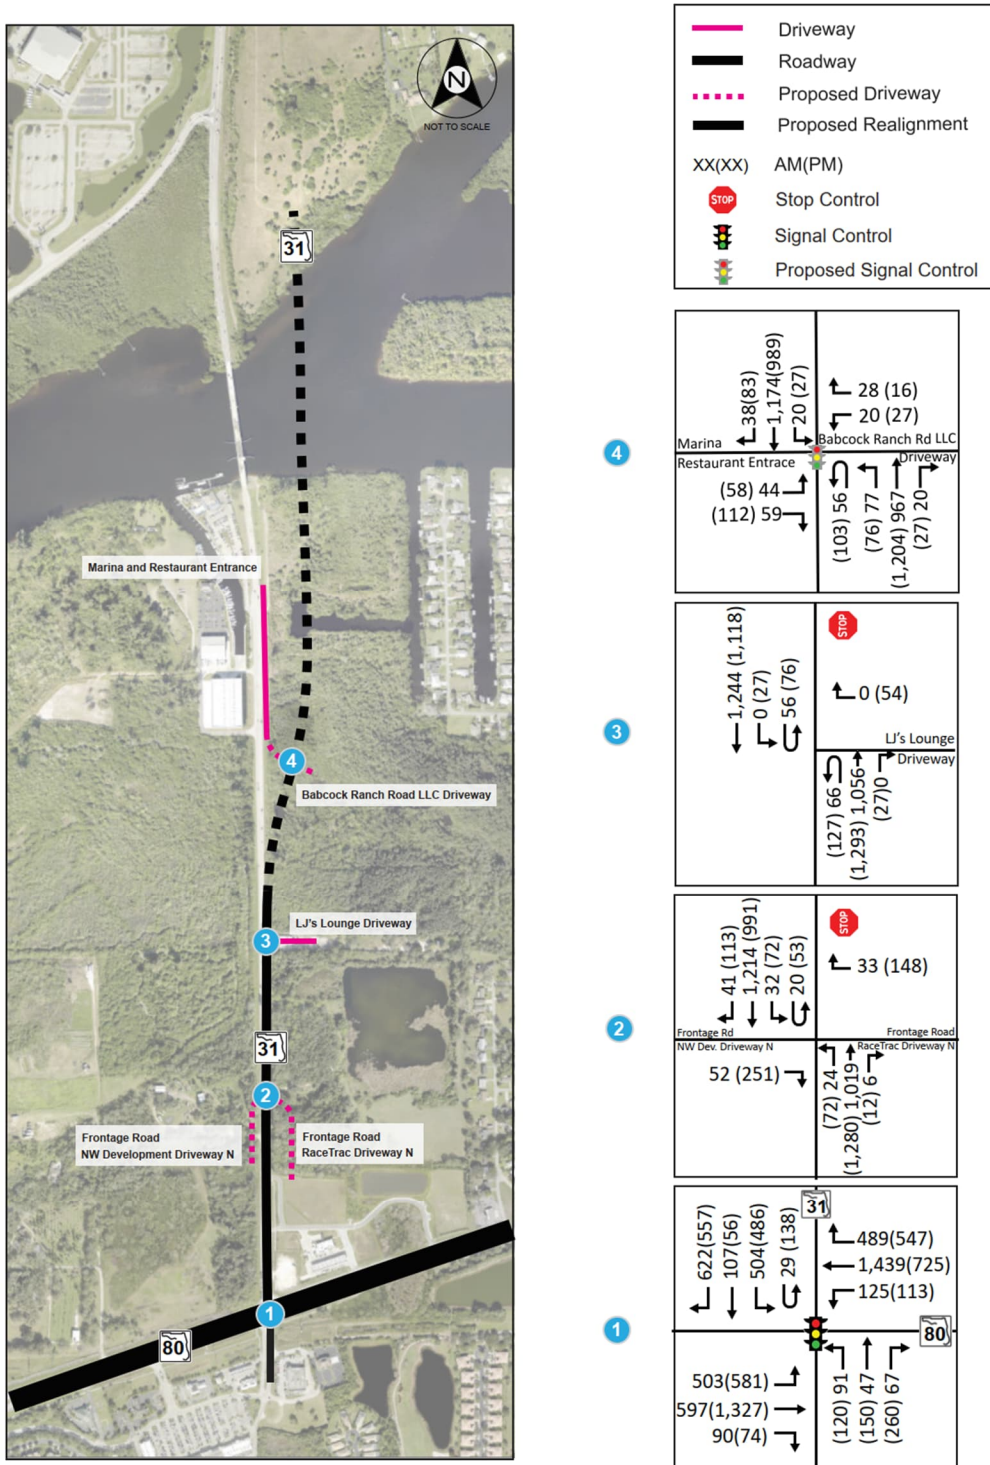 N
NOT TO SCALE
31
Marina and Restaurant Entrance
4
Babcock Ranch Road LLC Driveway
LJ's Lounge Driveway
3
31
2
Frontage Road
NW Development Driveway N
Frontage Road
RaceTrac Driveway N
1
80
Driveway
Roadway
Proposed Driveway
Proposed Realignment
XX(XX) AM(PM)
STOP Stop Control
Signal Control
Proposed Signal Control
4
38(83)
1,174(989)
20 (27)
28 (16)
20 (27)
Marina
Restaurant Entrace
Babcock Ranch Rd LLC
Driveway
(58) 44
(112) 59
(103) 56
(76) 77
(1,204) 967
(27) 20
3
1,244 (1,118)
0 (27)
56 (76)
STOP
0 (54)
LJ's Lounge
Driveway
(127) 66
(1,293) 1,056
(27)0
2
41 (113)
1,214 (991)
32 (72)
20 (53)
STOP
33 (148)
Frontage Rd
NW Dev. Driveway N
Frontage Road
RaceTrac Driveway N
52 (251)
(72) 24
(1,280) 1,019
(12) 6
1
622(557)
107(56)
504(486)
29 (138)
31
489(547)
1,439(725)
125(113)
80
503(581)
597(1,327)
90(74)
(120) 91
(150) 47
(260) 67